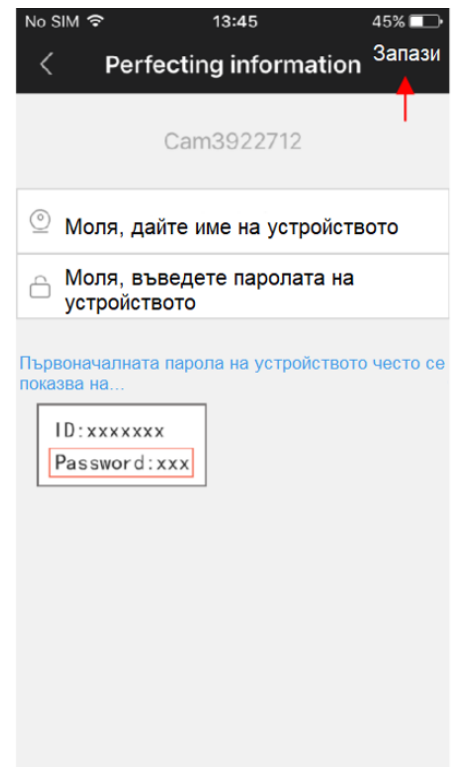 No SIM 13:45 45%
Perfecting information Запази
Cam3922712
Моля, дайте име на устройството
Моля, въведете паролата на
устройството
Първоначалната парола на устройството често се
показва на...
ID:xxxxxxx
Password:xxx